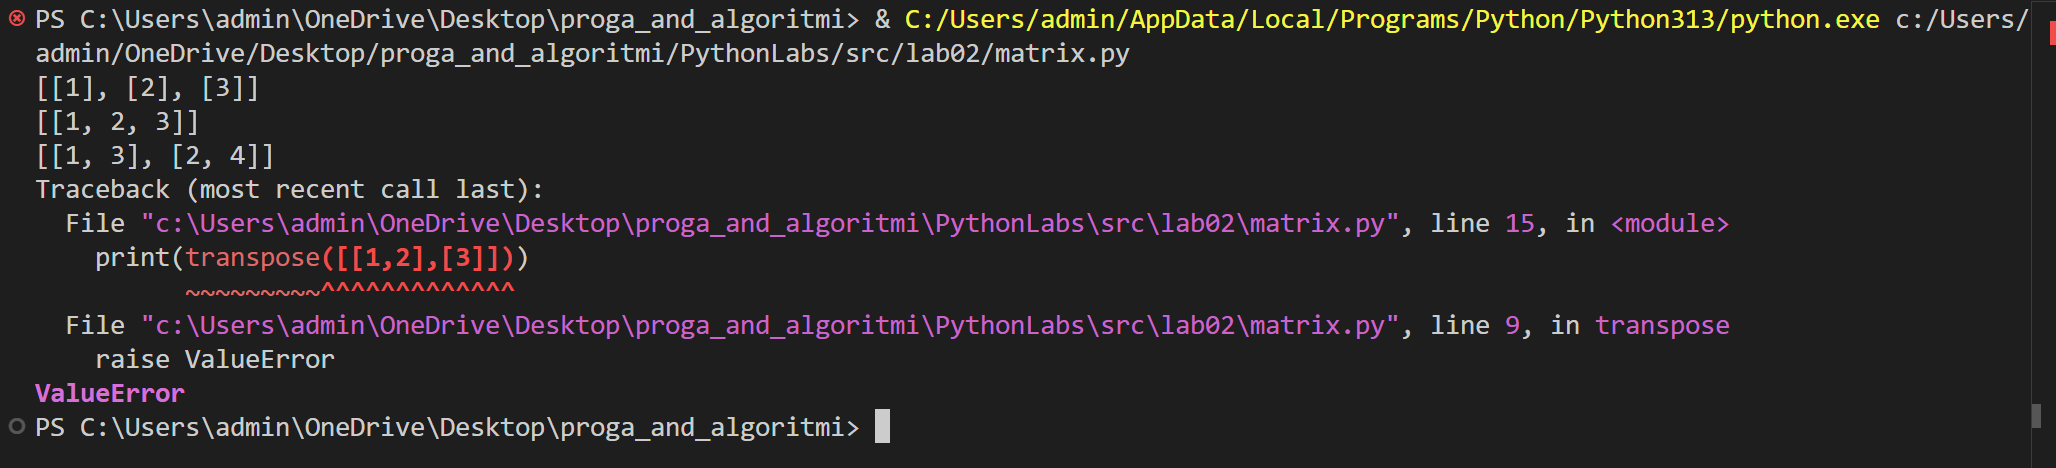 PS C:\Users\admin\OneDrive\Desktop\proga_and_algoritmi> & C:/Users/admin/AppData/Local/Programs/Python/Python313/python.exe c:/Users/
admin/OneDrive/Desktop/proga_and_algoritmi/PythonLabs/src/lab02/matrix.py
[[1], [2], [3]]
[[1, 2, 3]]
[[1, 3], [2, 4]]
Traceback (most recent call last):
  File "c:\Users\admin\OneDrive\Desktop\proga_and_algoritmi\PythonLabs\src\lab02\matrix.py", line 15, in <module>
    print(transpose([[1,2],[3]]))
          ~~~~~~~~~^^^^^^^^^^^^^
  File "c:\Users\admin\OneDrive\Desktop\proga_and_algoritmi\PythonLabs\src\lab02\matrix.py", line 9, in transpose
    raise ValueError
ValueError
PS C:\Users\admin\OneDrive\Desktop\proga_and_algoritmi>